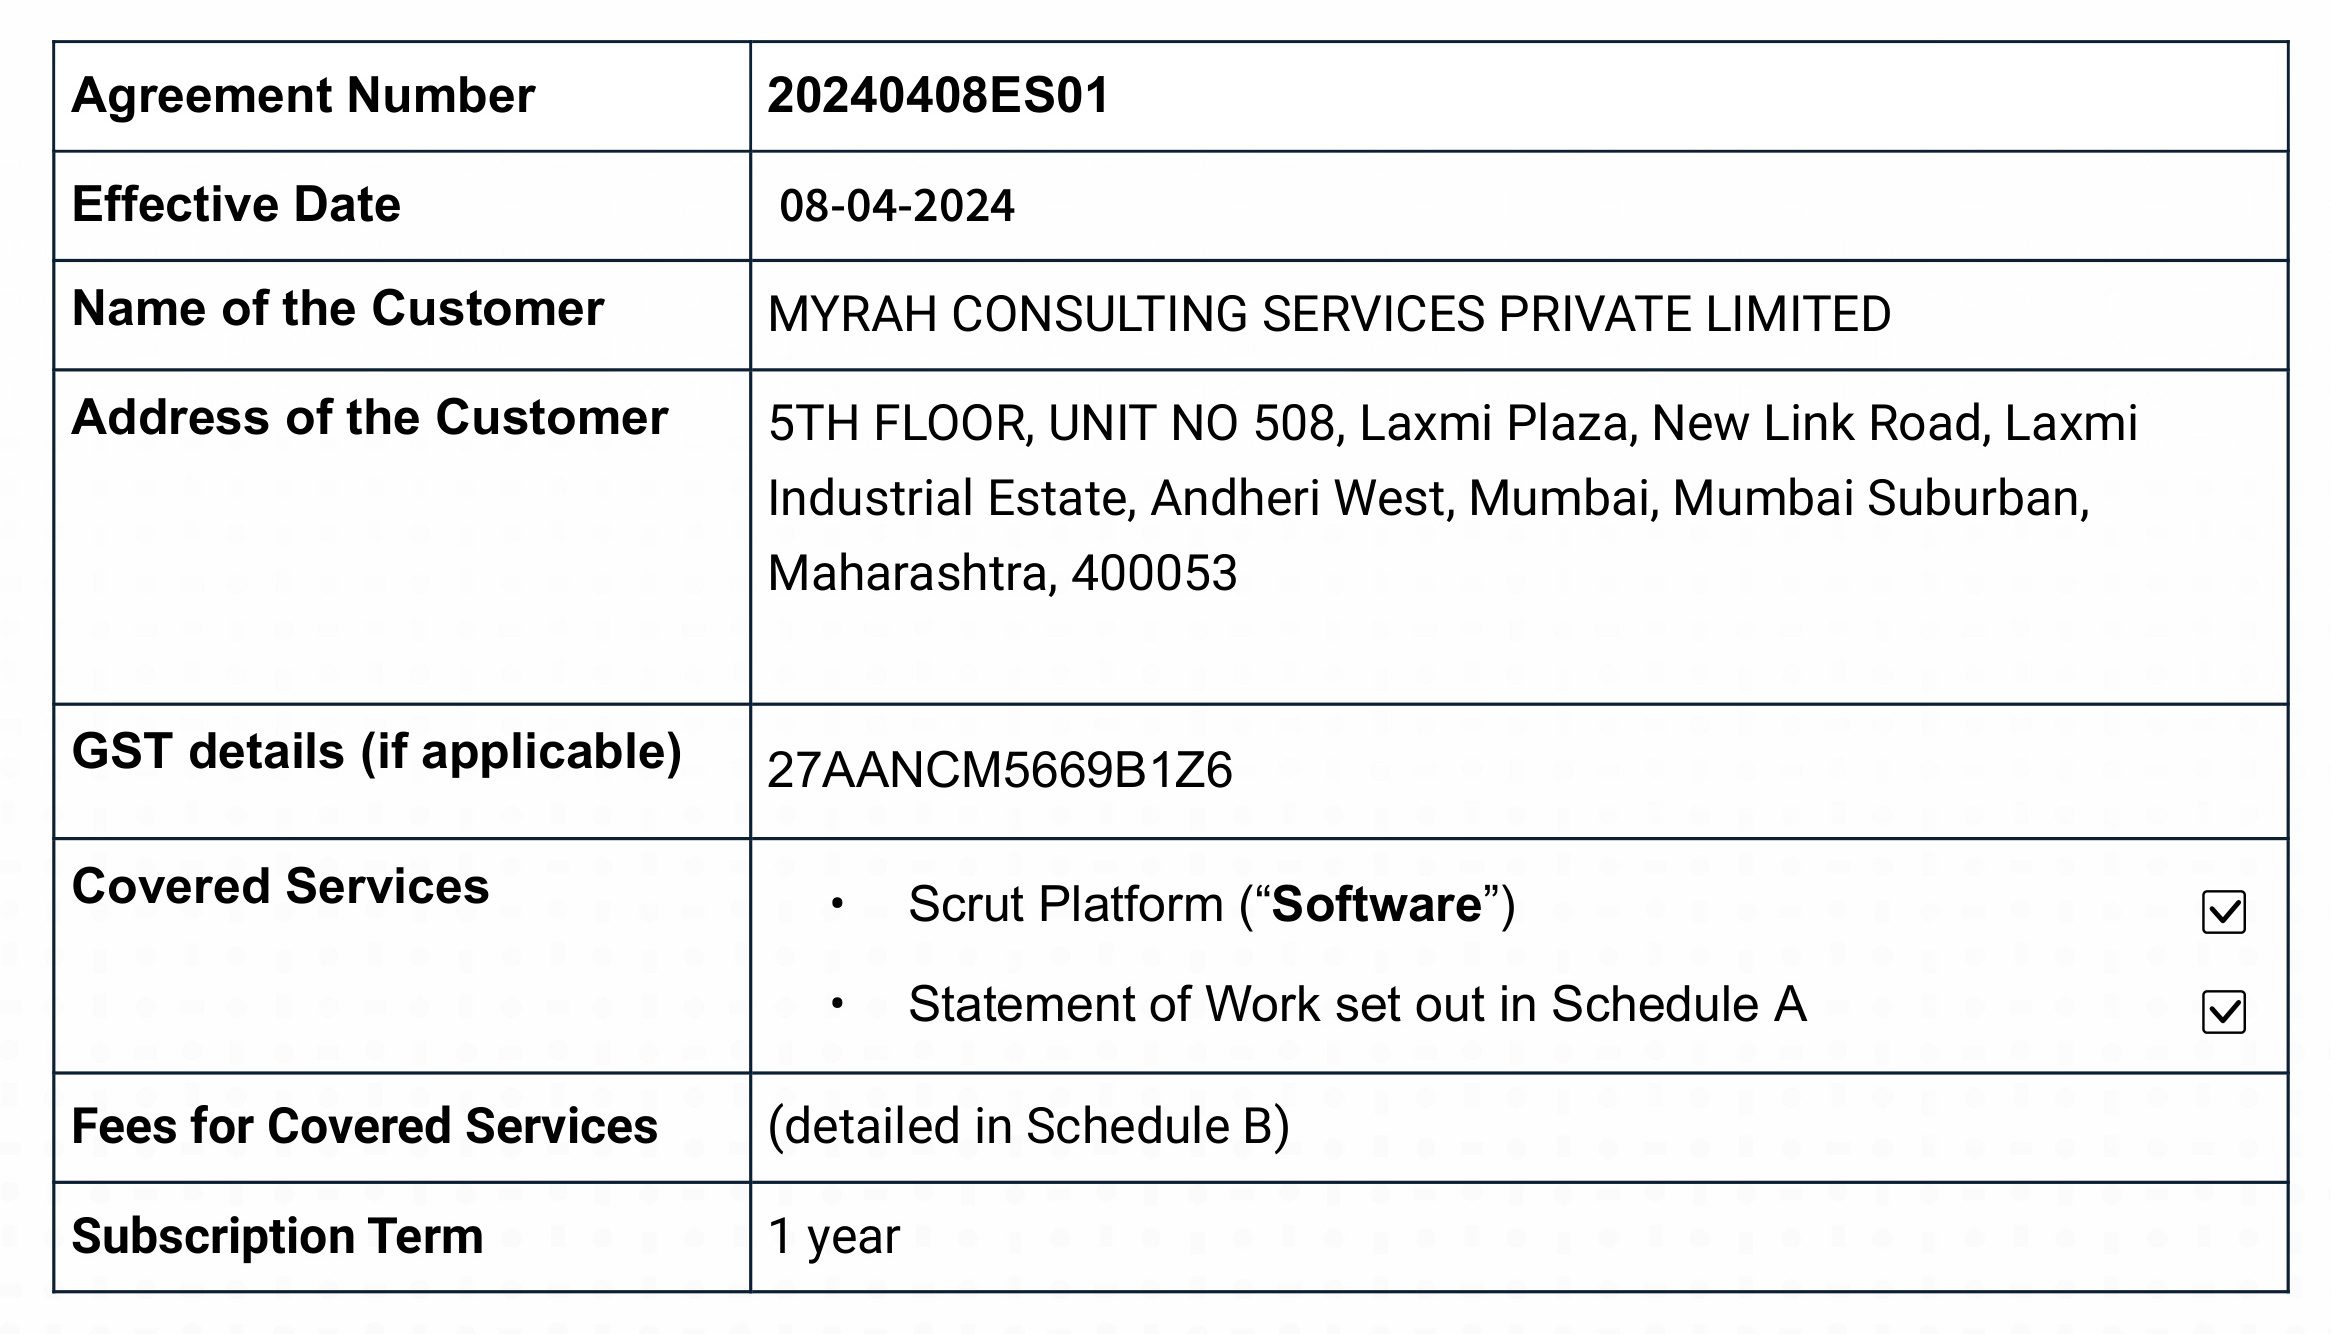 Agreement Number
20240408ES01
Effective Date
08-04-2024
Name of the Customer
MYRAH CONSULTING SERVICES PRIVATE LIMITED
Address of the Customer
5TH FLOOR, UNIT NO 508, Laxmi Plaza, New Link Road, Laxmi
Industrial Estate, Andheri West, Mumbai, Mumbai Suburban,
Maharashtra, 400053
GST details (if applicable)
27AANCM5669B1Z6
Covered Services
• Scrut Platform (“Software”) ☑
• Statement of Work set out in Schedule A ☑
Fees for Covered Services
(detailed in Schedule B)
Subscription Term
1 year